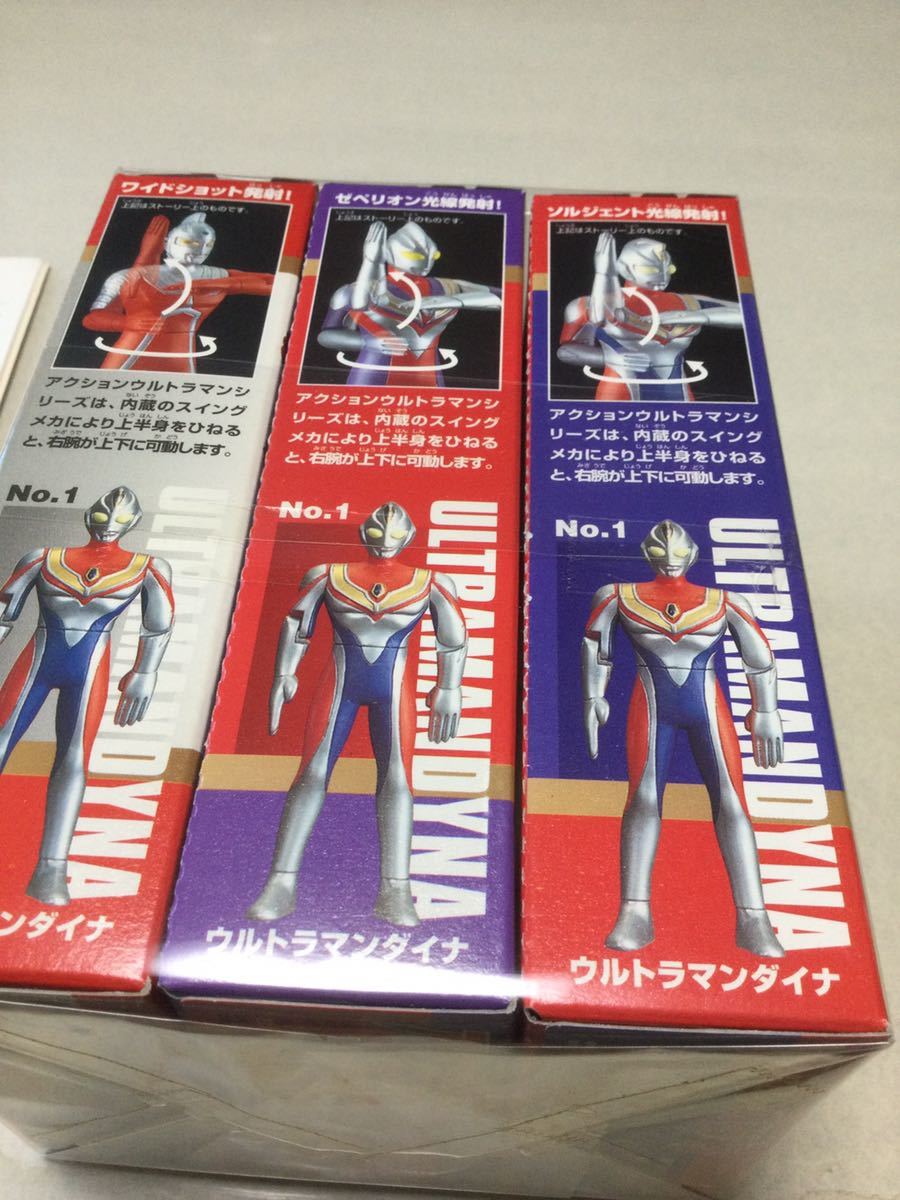 ワイドショット発射!
上記はストーリー上のものです。
アクションウルトラマンシ
リーズは、内蔵のスイング
メカにより上半身をひねる
と、右腕が上下に可動します。
No.1
ULTRAMANDYNA
ンダイナ
ゼペリオン光線発射!
上記はストーリー上のものです。
アクションウルトラマンシ
リーズは、内蔵のスイング
メカにより上半身をひねる
と、右腕が上下に可動します。
No.1
ULTRAMANDYNA
ウルトラマンダイナ
ソルジェント光線発射!
上記はストーリー上のものです。
アクションウルトラマンシ
リーズは、内蔵のスイング
メカにより上半身をひねる
と、右腕が上下に可動します。
No.1
ULTRAMANDYNA
ウルトラマンダイナ